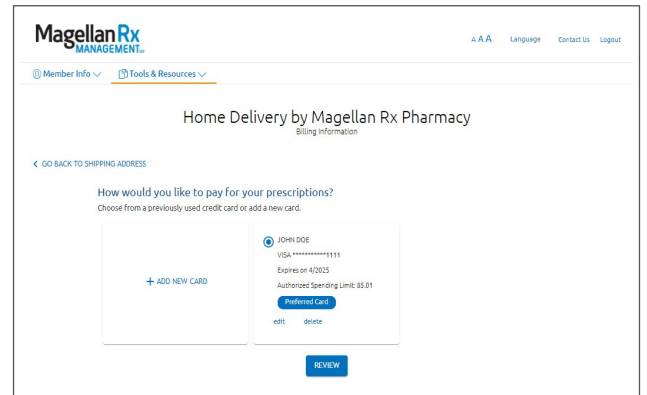 Magellan Rx
MANAGEMENT℠
A A A Language Contact Us Logout
Member Info Tools & Resources
Home Delivery by Magellan Rx Pharmacy
Billing Information
GO BACK TO SHIPPING ADDRESS
How would you like to pay for your prescriptions?
Choose from a previously used credit card or add a new card.
+ ADD NEW CARD
JOHN DOE
VISA ***********1111
Expires on 4/2025
Authorized Spending Limit: 85.01
Preferred Card
edit delete
REVIEW